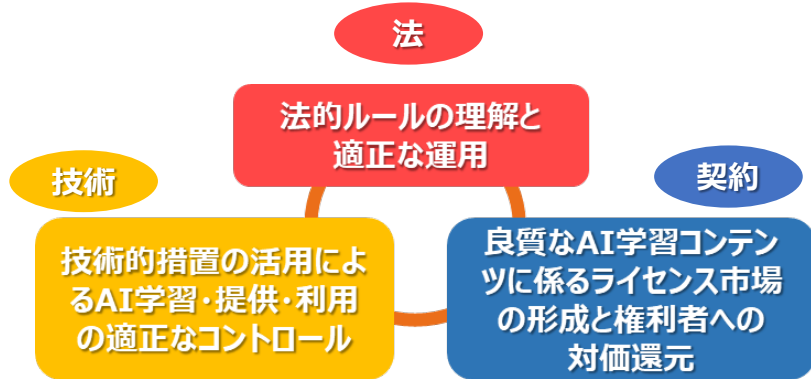 法
法的ルールの理解と
適正な運用
技術
技術的措置の活用によ
るAI学習・提供・利用
の適正なコントロール
契約
良質なAI学習コンテン
ツに係るライセンス市場
の形成と権利者への
対価還元